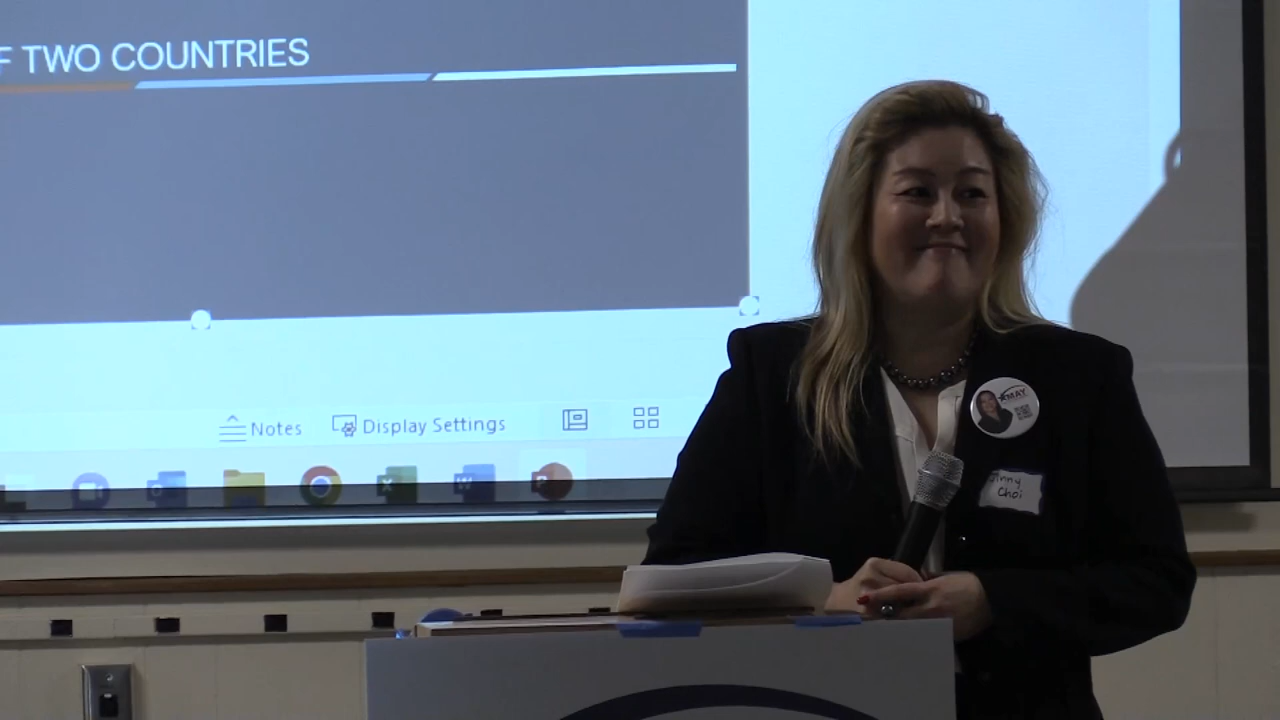 F TWO COUNTRIES
MAY
Jinny
Choi
Notes
Display Settings